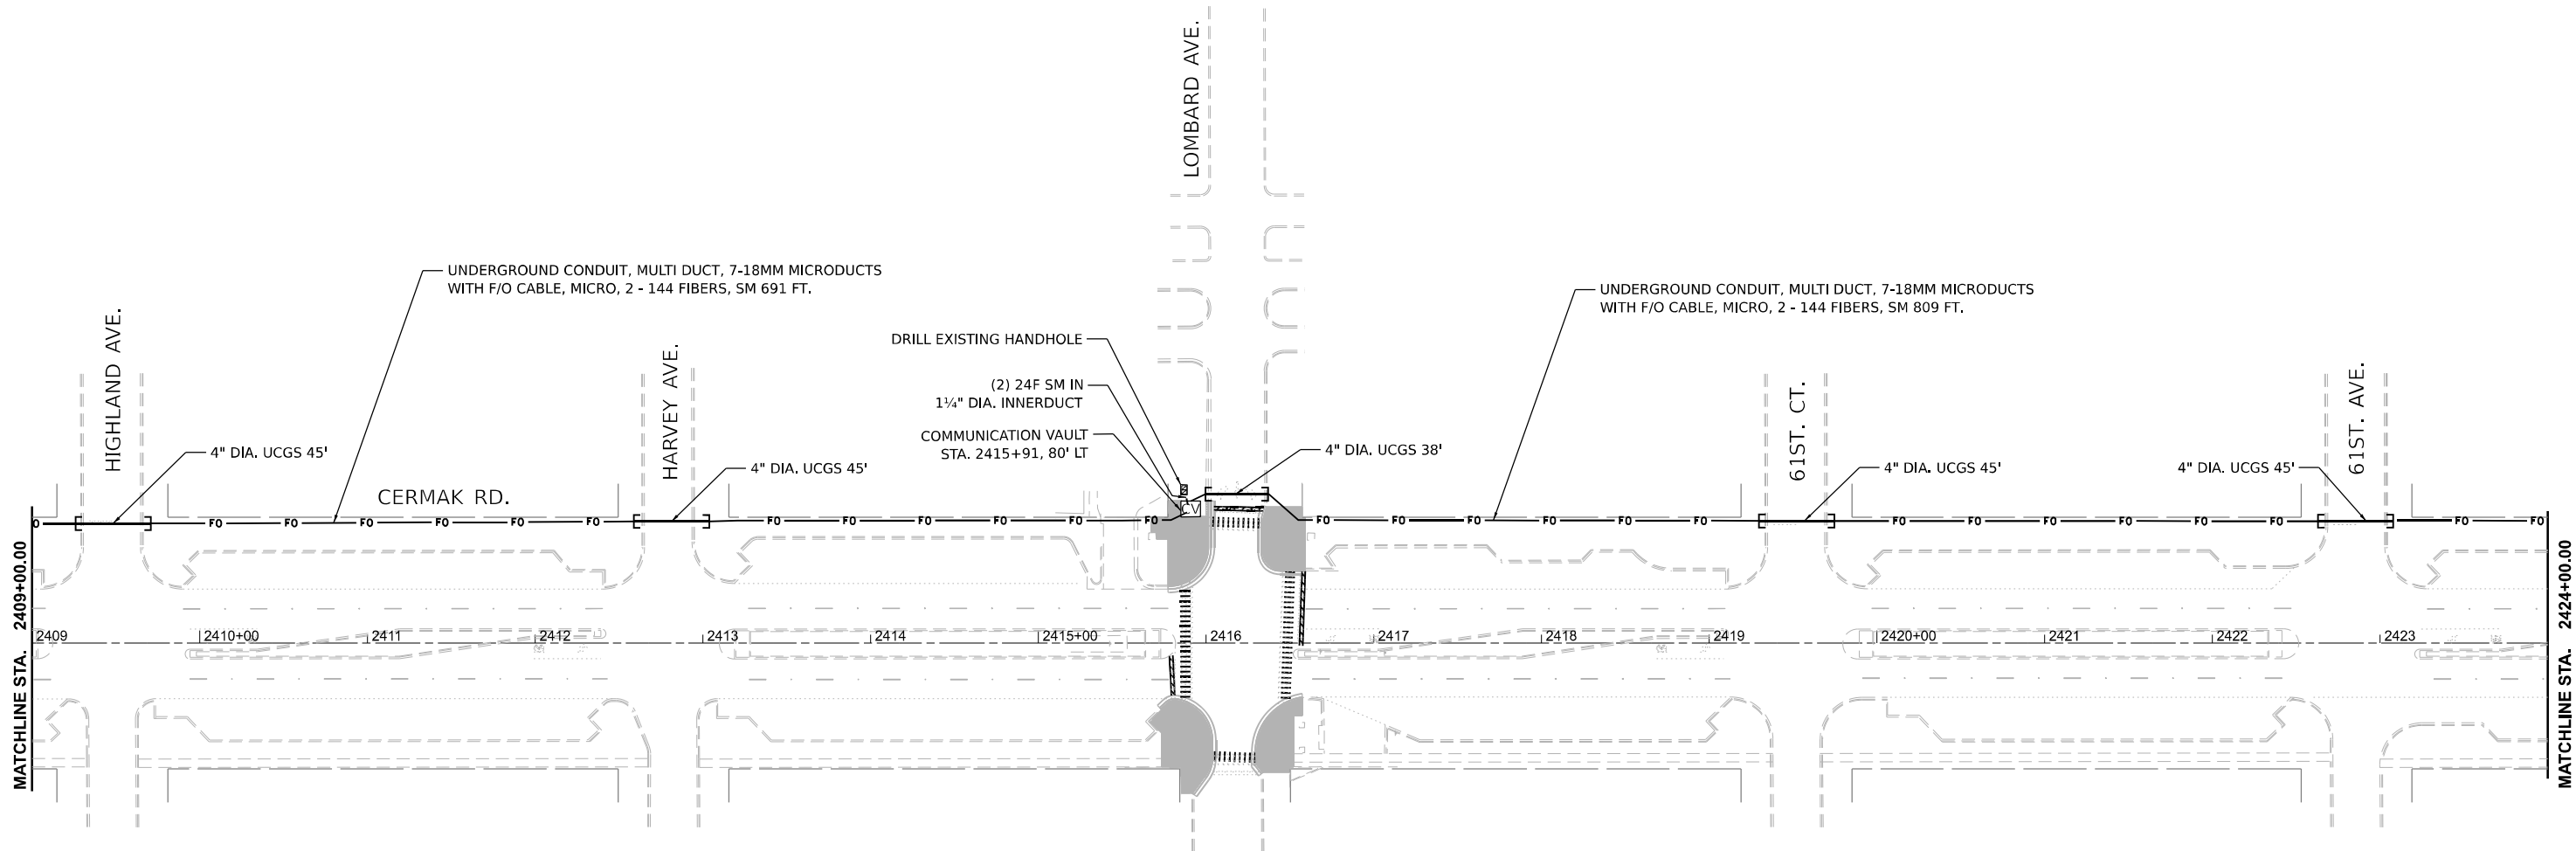 LOMBARD AVE.
UNDERGROUND CONDUIT, MULTI DUCT, 7-18MM MICRODUCTS
WITH F/O CABLE, MICRO, 2 - 144 FIBERS, SM 691 FT.
UNDERGROUND CONDUIT, MULTI DUCT, 7-18MM MICRODUCTS
WITH F/O CABLE, MICRO, 2 - 144 FIBERS, SM 809 FT.
HIGHLAND AVE.
HARVEY AVE.
DRILL EXISTING HANDHOLE
(2) 24F SM IN
1¼" DIA. INNERDUCT
COMMUNICATION VAULT
STA. 2415+91, 80' LT
61ST. CT.
61ST. AVE.
4" DIA. UCGS 45'
4" DIA. UCGS 45'
4" DIA. UCGS 38'
4" DIA. UCGS 45'
4" DIA. UCGS 45'
CERMAK RD.
CV
O FO FO FO FO FO FO FO FO FO FO FO FO FO FO FO FO FO FO FO FO FO FO FO FO FO FO
2409 2410+00 2411 2412 2413 2414 2415+00 2416 2417 2418 2419 2420+00 2421 2422 2423
MATCHLINE STA. 2409+00.00
MATCHLINE STA. 2424+00.00